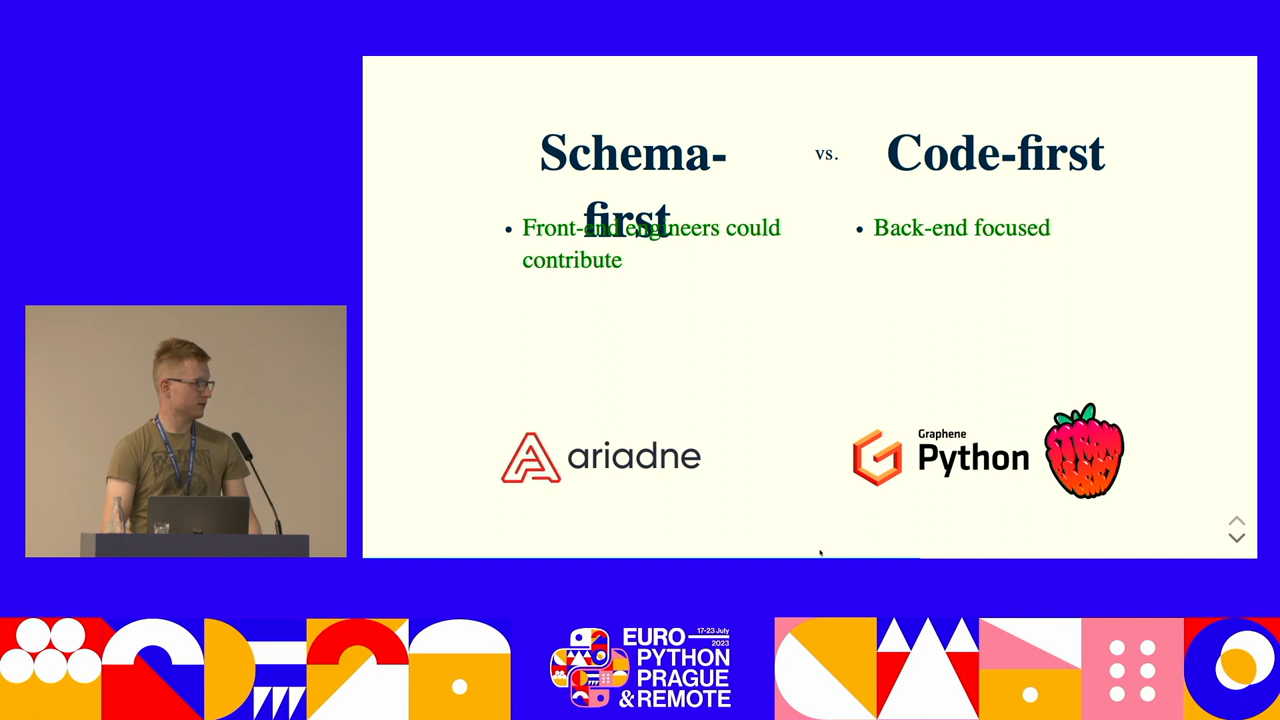 Schema-
first
vs.
Code-first
• Front-end engineers could
contribute
• Back-end focused
ariadne
Graphene
Python
STRAWBERRY
17-23 July
2023
EURO
PYTHON
PRAGUE
& REMOTE